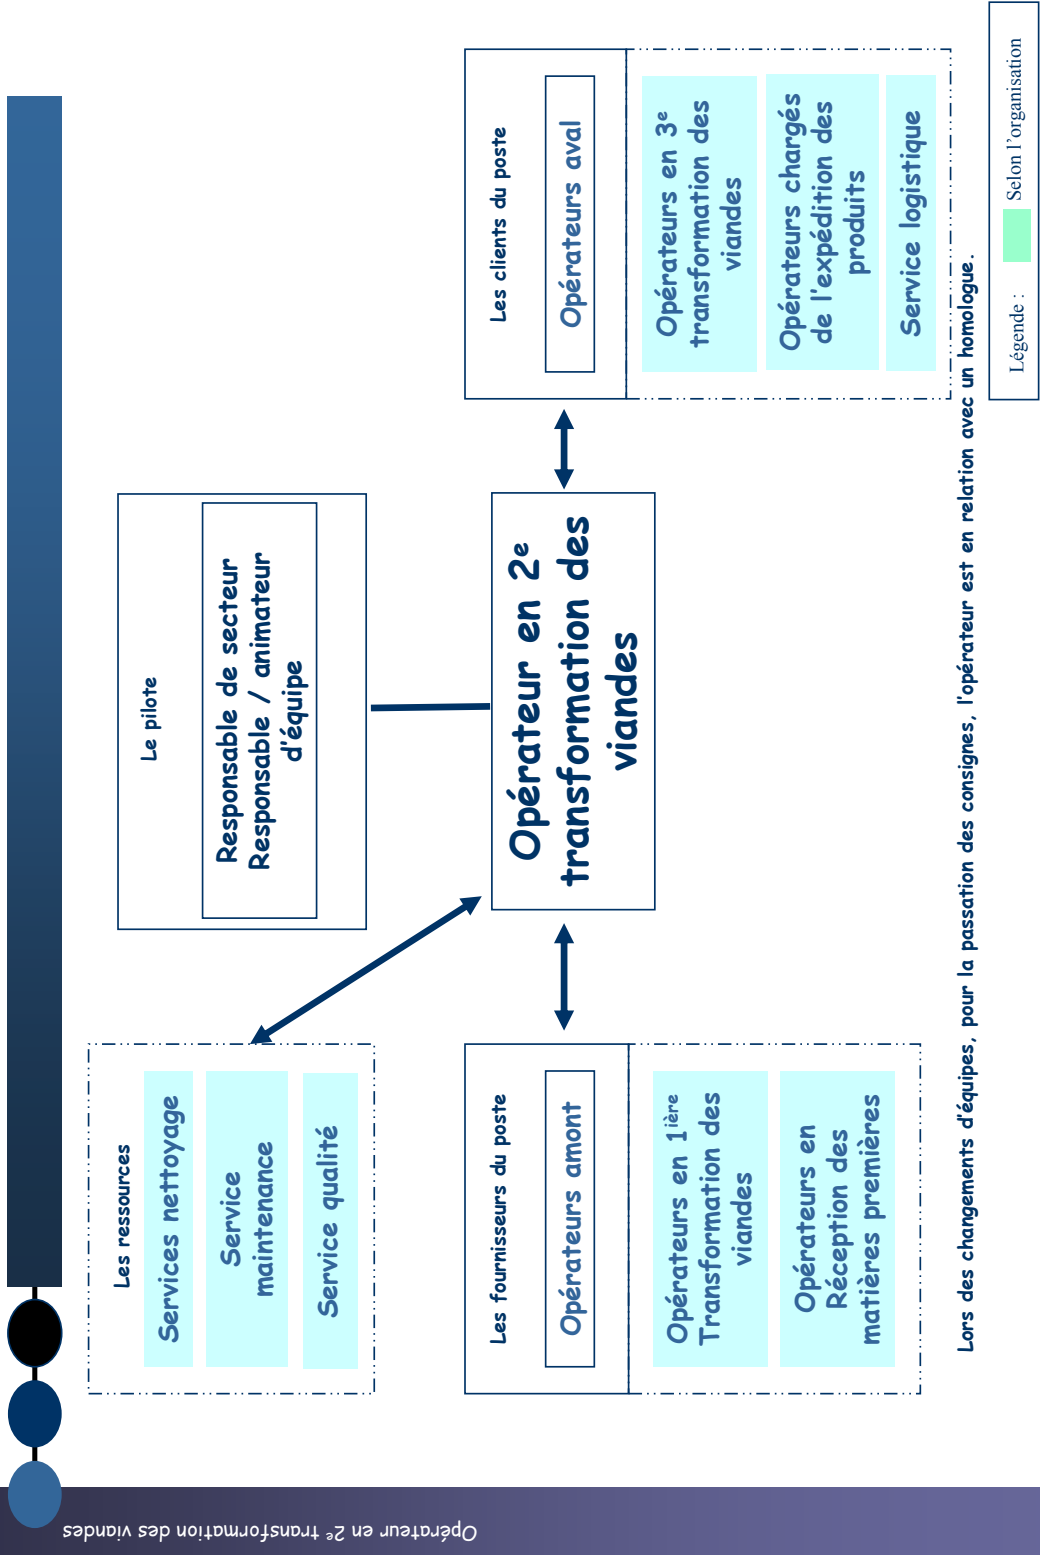 Les ressources
Services nettoyage
Service
maintenance
Service qualité
Le pilote
Responsable de secteur
Responsable / animateur
d'équipe
Les fournisseurs du poste
Opérateurs amont
Opérateurs en 1ière
Transformation des
viandes
Opérateurs en
Réception des
matières premières
Opérateur en 2e
transformation des
viandes
Les clients du poste
Opérateurs aval
Opérateurs en 3e
transformation des
viandes
Opérateurs chargés
de l'expédition des
produits
Service logistique
Lors des changements d'équipes, pour la passation des consignes, l'opérateur est en relation avec un homologue.
Légende : Selon l'organisation
Opérateur en 2e transformation des viandes